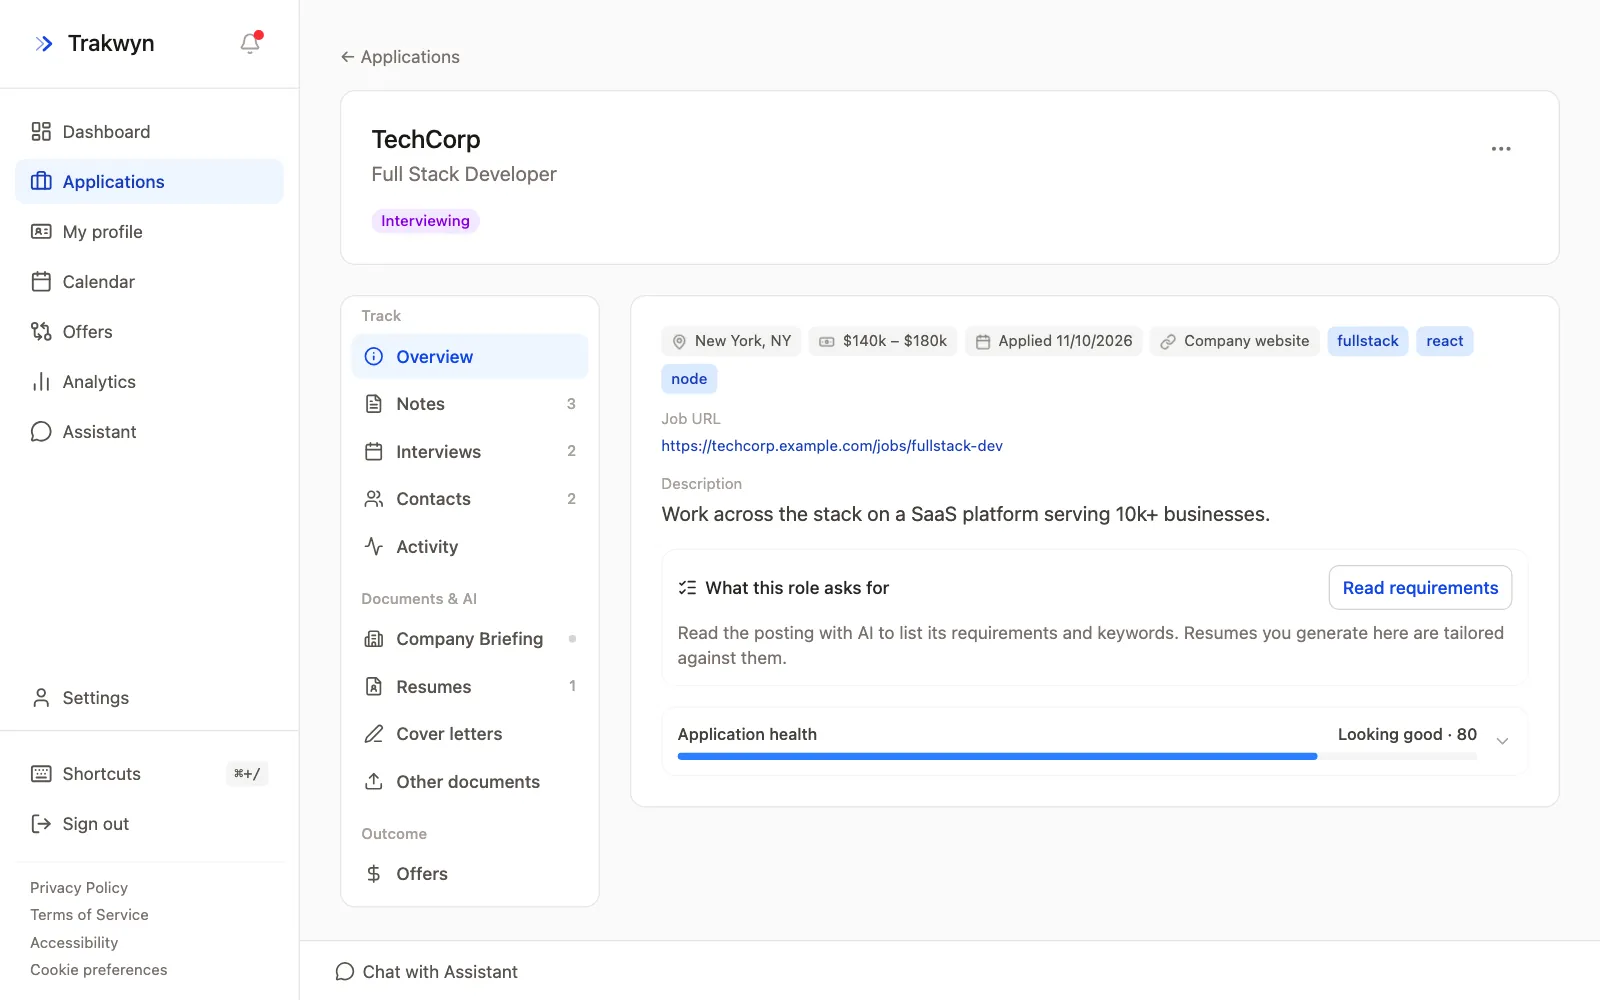 Trakwyn
Dashboard
Applications
My profile
Calendar
Offers
Analytics
Assistant
Settings
Shortcuts ⌘+/
Sign out
Privacy Policy
Terms of Service
Accessibility
Cookie preferences
← Applications
TechCorp
Full Stack Developer
Interviewing
Track
Overview
Notes 3
Interviews 2
Contacts 2
Activity
Documents & AI
Company Briefing
Resumes 1
Cover letters
Other documents
Outcome
Offers
New York, NY $140k – $180k Applied 11/10/2026 Company website fullstack react
node
Job URL
https://techcorp.example.com/jobs/fullstack-dev
Description
Work across the stack on a SaaS platform serving 10k+ businesses.
What this role asks for Read requirements
Read the posting with AI to list its requirements and keywords. Resumes you generate here are tailored
against them.
Application health Looking good · 80
Chat with Assistant